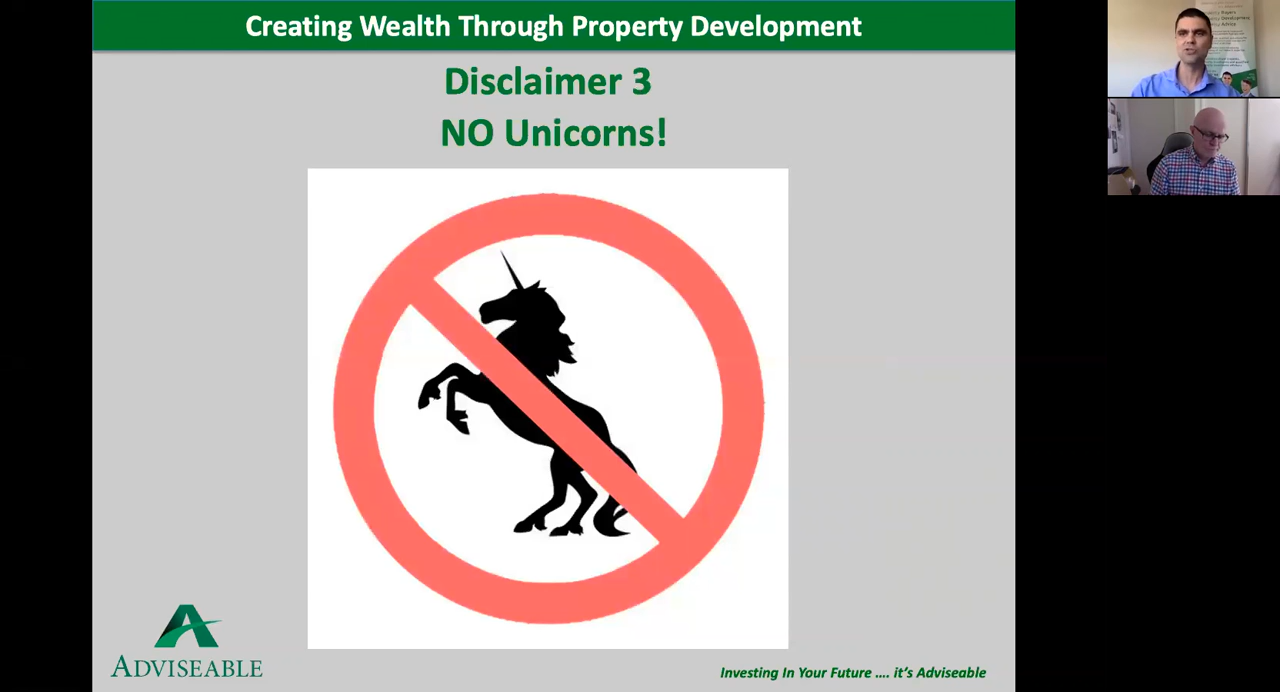 Creating Wealth Through Property Development
Disclaimer 3
NO Unicorns!
ADVISEABLE
Investing In Your Future .... it's Adviseable